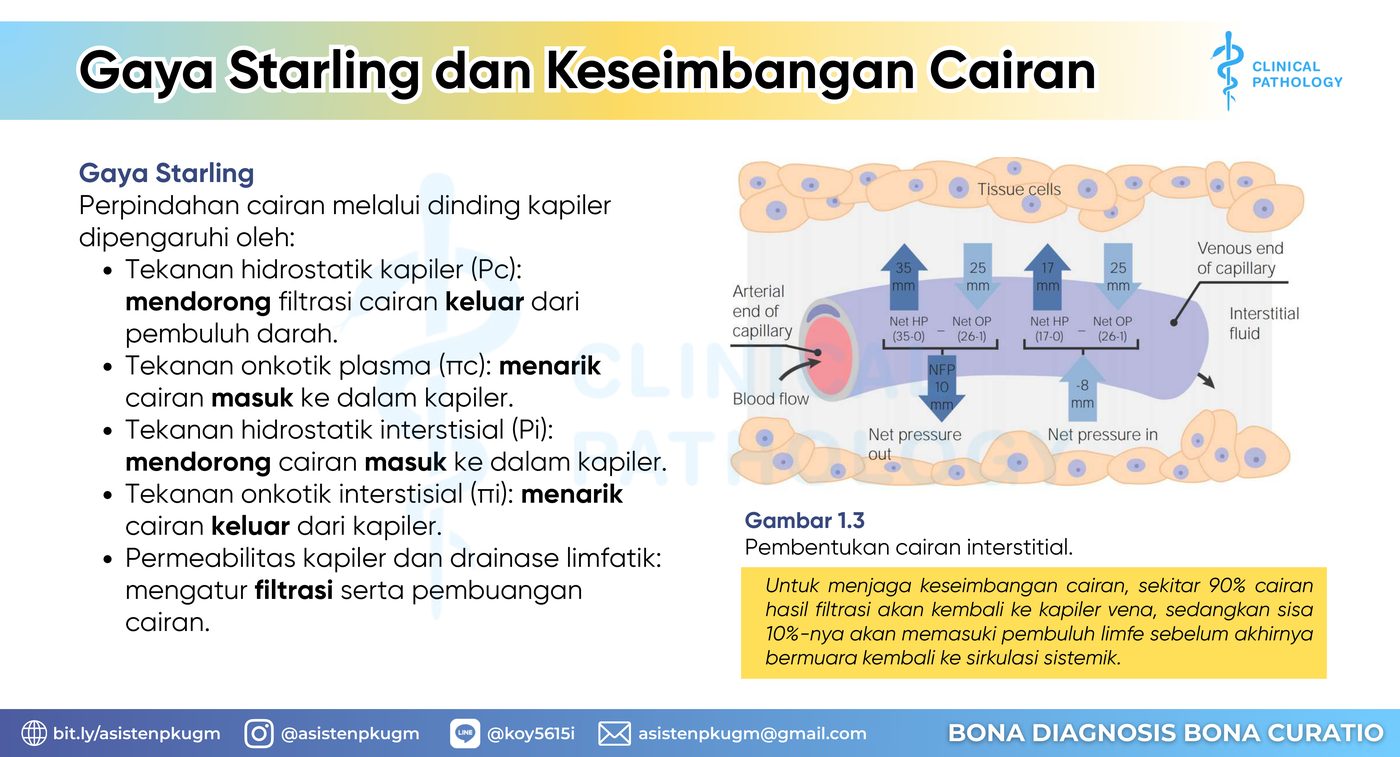 Gaya Starling dan Keseimbangan Cairan
CLINICAL
PATHOLOGY
Gaya Starling
Perpindahan cairan melalui dinding kapiler
dipengaruhi oleh:
• Tekanan hidrostatik kapiler (Pc):
mendorong filtrasi cairan keluar dari
pembuluh darah.
• Tekanan onkotik plasma (πc): menarik
cairan masuk ke dalam kapiler.
• Tekanan hidrostatik interstisial (Pi):
mendorong cairan masuk ke dalam kapiler.
• Tekanan onkotik interstisial (πi): menarik
cairan keluar dari kapiler.
• Permeabilitas kapiler dan drainase limfatik:
mengatur filtrasi serta pembuangan
cairan.
CLINICAL
PATHOLOGY
Tissue cells
35
mm
25
mm
17
mm
25
mm
Venous end
of capillary
Arterial
end of
capillary
Interstitial
fluid
Net HP
(35-0)
–
Net OP
(26-1)
Net HP
(17-0)
–
Net OP
(26-1)
NFP
10
mm
-8
mm
Blood flow
Net pressure
out
Net pressure in
Gambar 1.3
Pembentukan cairan interstitial.
Untuk menjaga keseimbangan cairan, sekitar 90% cairan
hasil filtrasi akan kembali ke kapiler vena, sedangkan sisa
10%-nya akan memasuki pembuluh limfe sebelum akhirnya
bermuara kembali ke sirkulasi sistemik.
bit.ly/asistenpkugm
@asistenpkugm
LINE
@koy5615i
asistenpkugm@gmail.com
BONA DIAGNOSIS BONA CURATIO